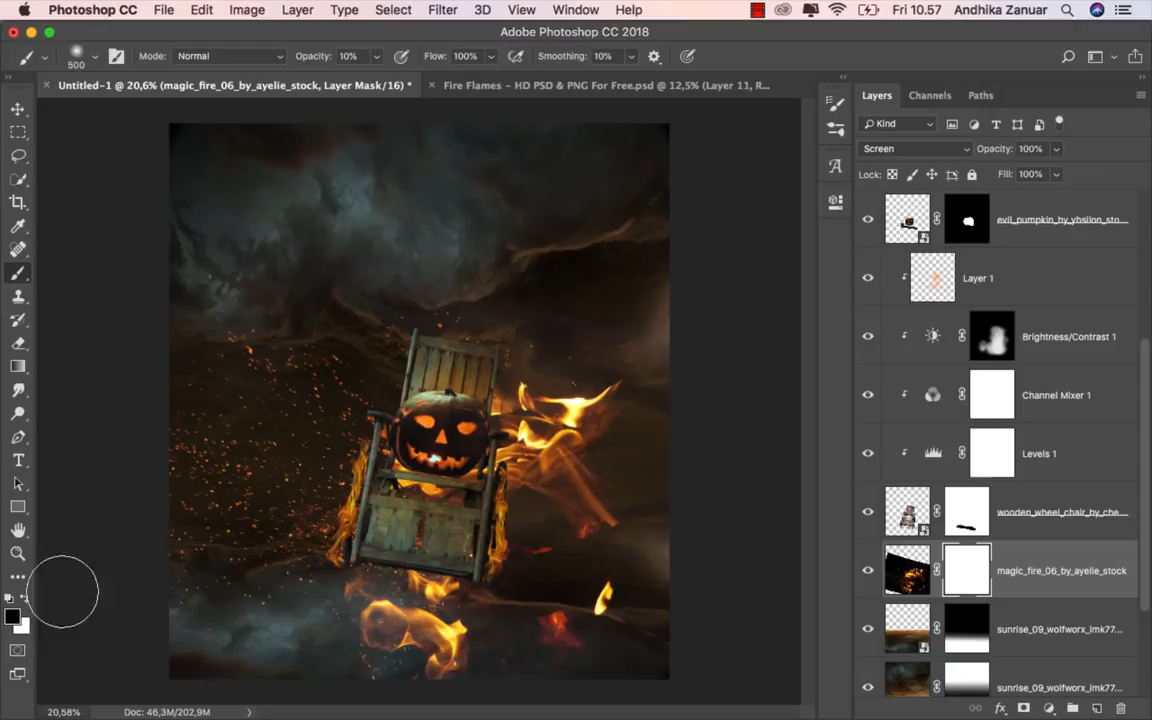 Photoshop CC File Edit Image Layer Type Select Filter 3D View Window Help Fri 10.57 Andhika Zanuar
Adobe Photoshop CC 2018
500 Mode: Normal Opacity: 10% Flow: 100% Smoothing: 10%
Untitled-1 @ 20,6% (magic_fire_06_by_ayelie_stock, Layer Mask/16) * Fire Flames - HD PSD & PNG For Free.psd @ 12,5% (Layer 11, R...
Layers Channels Paths
Kind
Screen Opacity: 100%
Lock: Fill: 100%
evil_pumpkin_by_ybsilon_sto...
Layer 1
Brightness/Contrast 1
Channel Mixer 1
Levels 1
wooden_wheel_chair_by_che...
magic_fire_06_by_ayelie_stock
sunrise_09_wolfworx_imk77...
sunrise_09_wolfworx_imk77...
20,58% Doc: 46,3M/202,9M